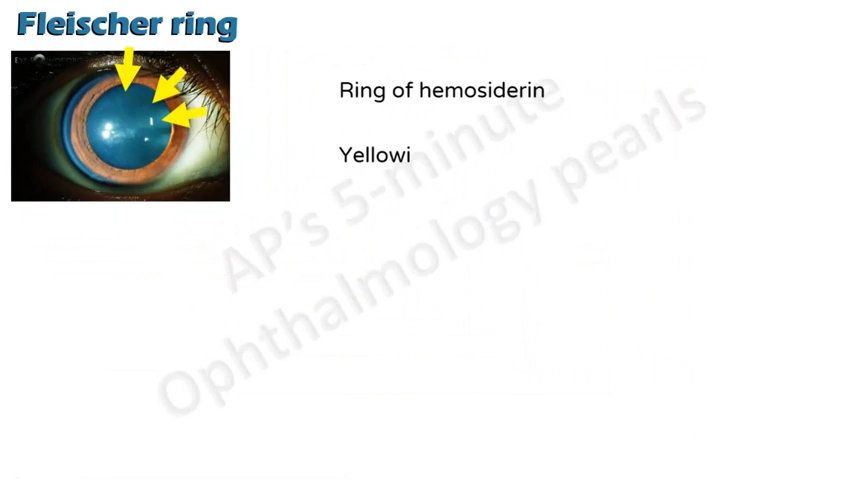 Fleischer ring
Ring of hemosiderin
Yellowi
AP's 5-minute
Ophthalmology pearls